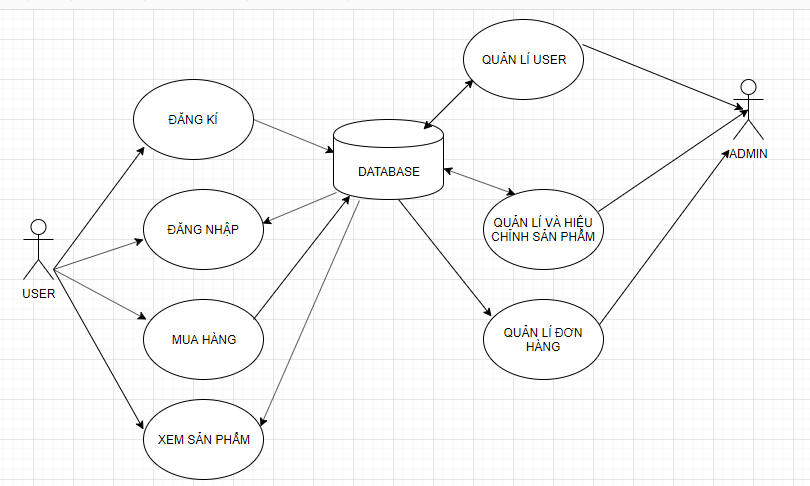 QUẢN LÍ USER
ĐĂNG KÍ
ADMIN
DATABASE
ĐĂNG NHẬP
QUẢN LÍ VÀ HIỆU
CHỈNH SẢN PHẨM
USER
MUA HÀNG
QUẢN LÍ ĐƠN
HÀNG
XEM SẢN PHẨM